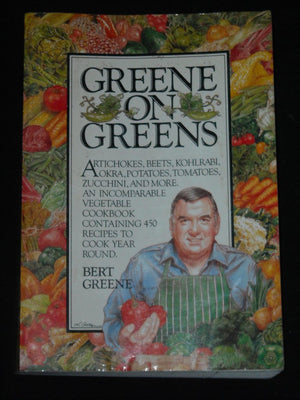 GREENE
ON
GREENS
ARTICHOKES, BEETS, KOHLRABI,
OKRA, POTATOES, TOMATOES,
ZUCCHINI, AND MORE.
AN INCOMPARABLE
VEGETABLE
COOKBOOK
CONTAINING 450
RECIPES TO
COOK YEAR
ROUND.
BERT
GREENE